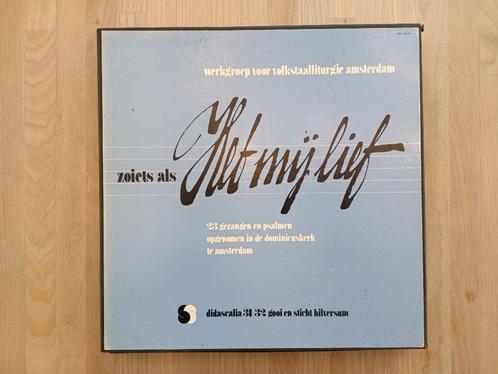 werkgroep voor volkstaalliturgie amsterdam
zoiets als Het mij lief
23 gezangen en psalmen
opgenomen in de dominicuskerk
te amsterdam
didascalia 31/32 gooi en sticht hilversum